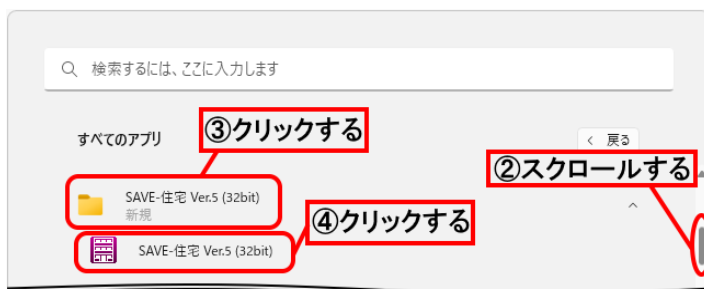 検索するには、ここに入力します
すべてのアプリ
③クリックする
< 戻る
②スクロールする
SAVE-住宅 Ver.5 (32bit)
新規
④クリックする
SAVE-住宅 Ver.5 (32bit)